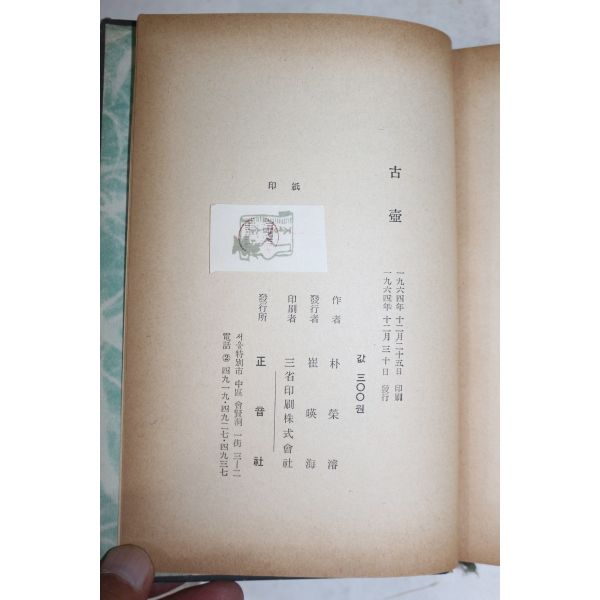 古壺
一九六四年 十二月二十五日 印刷
一九六四年 十二月三十日 發行
값 三〇〇원
作者 朴榮濬
發行者 崔暎海
印刷者 三省印刷株式會社
發行所 正音社
서울特別市 中區 會賢洞 一街 三—二
電話 ② 四九一九·四九二七·四九三七
印紙